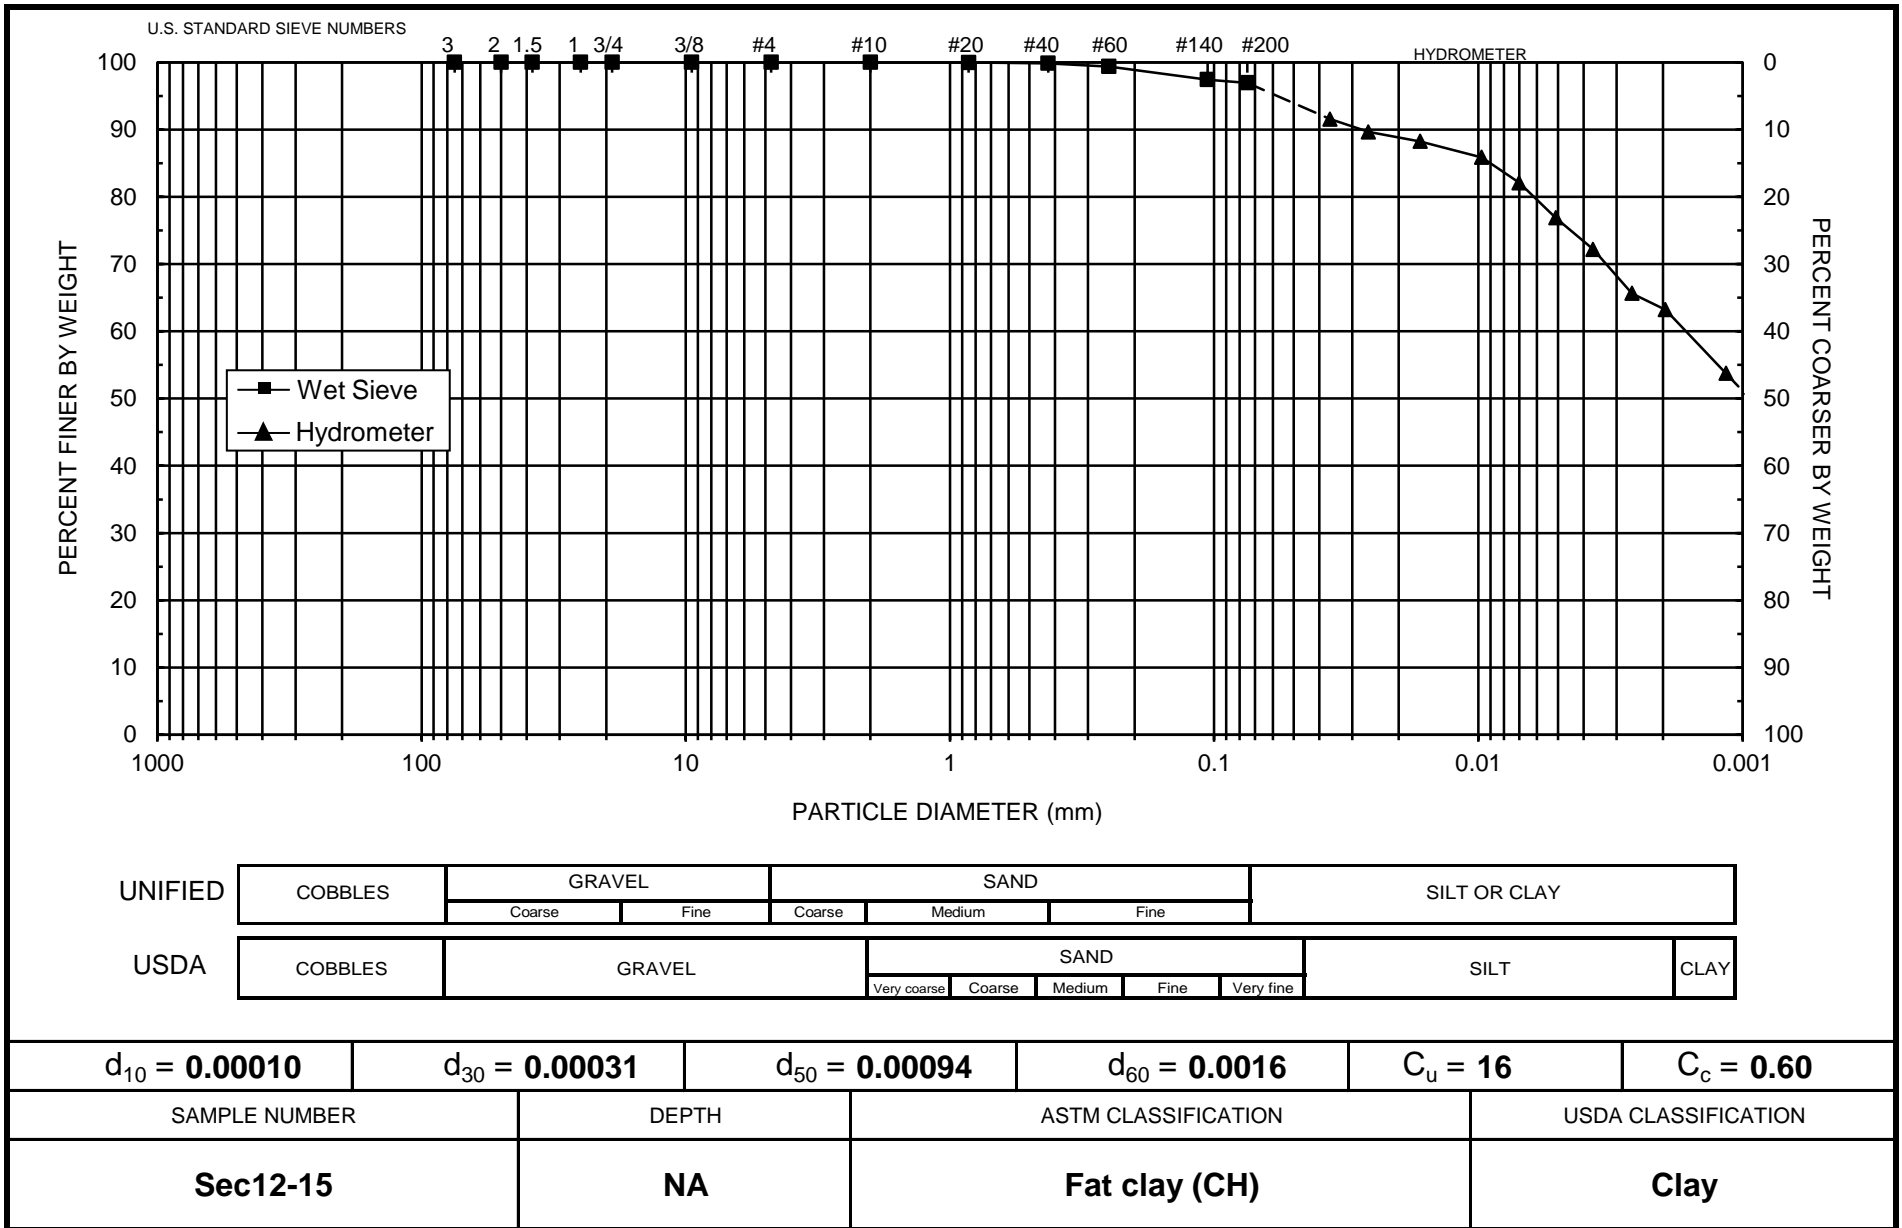 U.S. STANDARD SIEVE NUMBERS
3 2 1.5 1 3/4 3/8 #4 #10 #20 #40 #60 #140 #200
HYDROMETER
100 0
90 10
80 20
70 30
60 40
50 50
40 60
30 70
20 80
10 90
0 100
PERCENT FINER BY WEIGHT
PERCENT COARSER BY WEIGHT
Wet Sieve
Hydrometer
1000 100 10 1 0.1 0.01 0.001
PARTICLE DIAMETER (mm)
UNIFIED
COBBLES GRAVEL SAND SILT OR CLAY
Coarse Fine Coarse Medium Fine
USDA
COBBLES GRAVEL SAND SILT CLAY
Very coarse Coarse Medium Fine Very fine
d10 = 0.00010 d30 = 0.00031 d50 = 0.00094 d60 = 0.0016 Cu = 16 Cc = 0.60
SAMPLE NUMBER DEPTH ASTM CLASSIFICATION USDA CLASSIFICATION
Sec12-15 NA Fat clay (CH) Clay